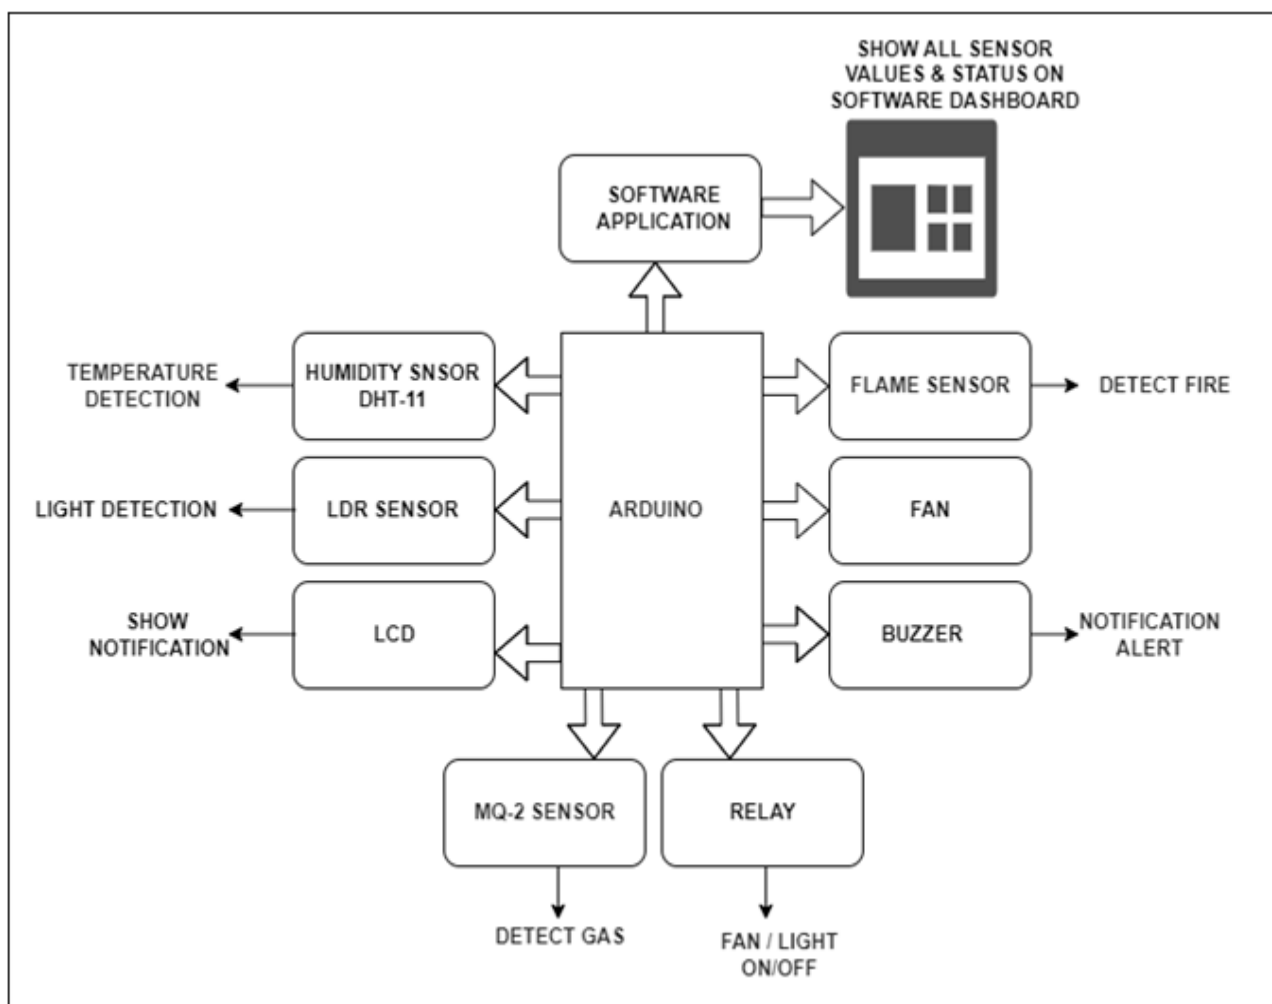 SHOW ALL SENSOR
VALUES & STATUS ON
SOFTWARE DASHBOARD
SOFTWARE
APPLICATION
TEMPERATURE
DETECTION
HUMIDITY SNSOR
DHT-11
FLAME SENSOR
DETECT FIRE
LIGHT DETECTION
LDR SENSOR
ARDUINO
FAN
SHOW
NOTIFICATION
LCD
BUZZER
NOTIFICATION
ALERT
MQ-2 SENSOR
RELAY
DETECT GAS
FAN / LIGHT
ON/OFF